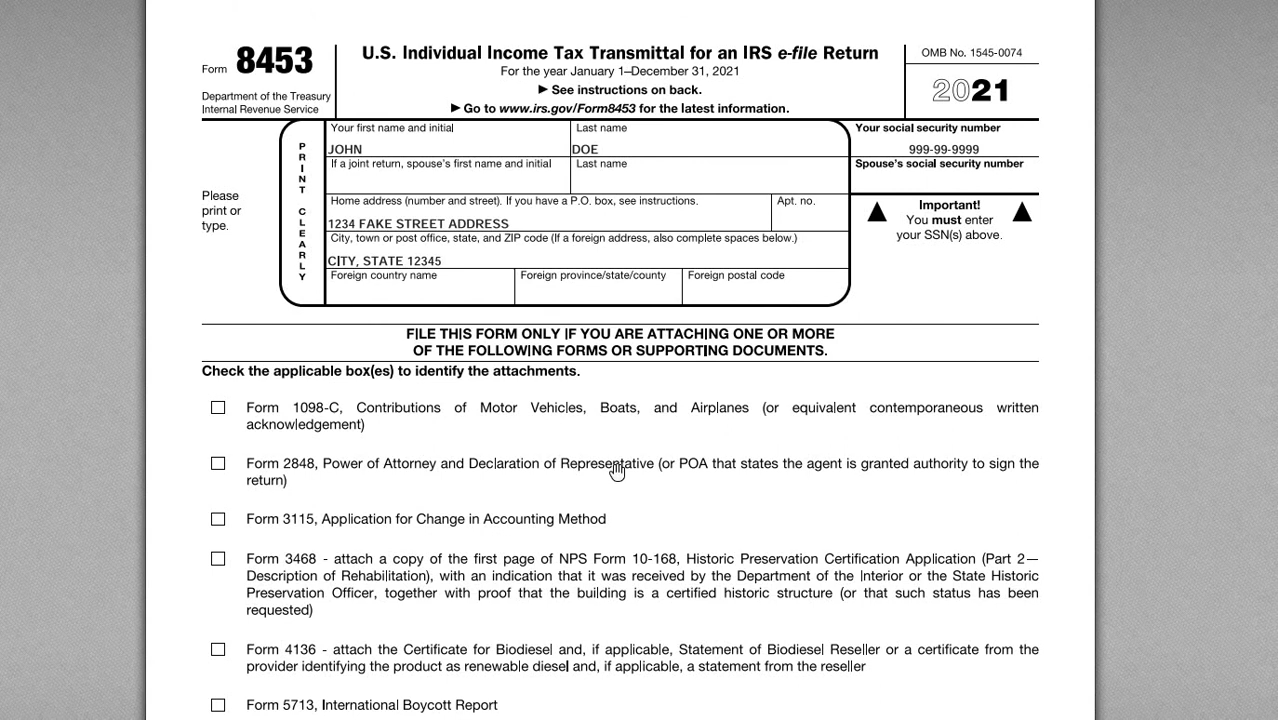 Form 8453
Department of the Treasury
Internal Revenue Service
U.S. Individual Income Tax Transmittal for an IRS e-file Return
For the year January 1–December 31, 2021
▶ See instructions on back.
▶ Go to www.irs.gov/Form8453 for the latest information.
OMB No. 1545-0074
2021
Please
print or
type.
PRINT CLEARLY
Your first name and initial
JOHN
Last name
DOE
Your social security number
999-99-9999
If a joint return, spouse's first name and initial
Last name
Spouse's social security number
Home address (number and street). If you have a P.O. box, see instructions.
1234 FAKE STREET ADDRESS
Apt. no.
City, town or post office, state, and ZIP code (If a foreign address, also complete spaces below.)
CITY, STATE 12345
Foreign country name
Foreign province/state/county
Foreign postal code
▲ Important! ▲
You must enter
your SSN(s) above.
FILE THIS FORM ONLY IF YOU ARE ATTACHING ONE OR MORE
OF THE FOLLOWING FORMS OR SUPPORTING DOCUMENTS.
Check the applicable box(es) to identify the attachments.
Form 1098-C, Contributions of Motor Vehicles, Boats, and Airplanes (or equivalent contemporaneous written
acknowledgement)
Form 2848, Power of Attorney and Declaration of Representative (or POA that states the agent is granted authority to sign the
return)
Form 3115, Application for Change in Accounting Method
Form 3468 - attach a copy of the first page of NPS Form 10-168, Historic Preservation Certification Application (Part 2—
Description of Rehabilitation), with an indication that it was received by the Department of the Interior or the State Historic
Preservation Officer, together with proof that the building is a certified historic structure (or that such status has been
requested)
Form 4136 - attach the Certificate for Biodiesel and, if applicable, Statement of Biodiesel Reseller or a certificate from the
provider identifying the product as renewable diesel and, if applicable, a statement from the reseller
Form 5713, International Boycott Report